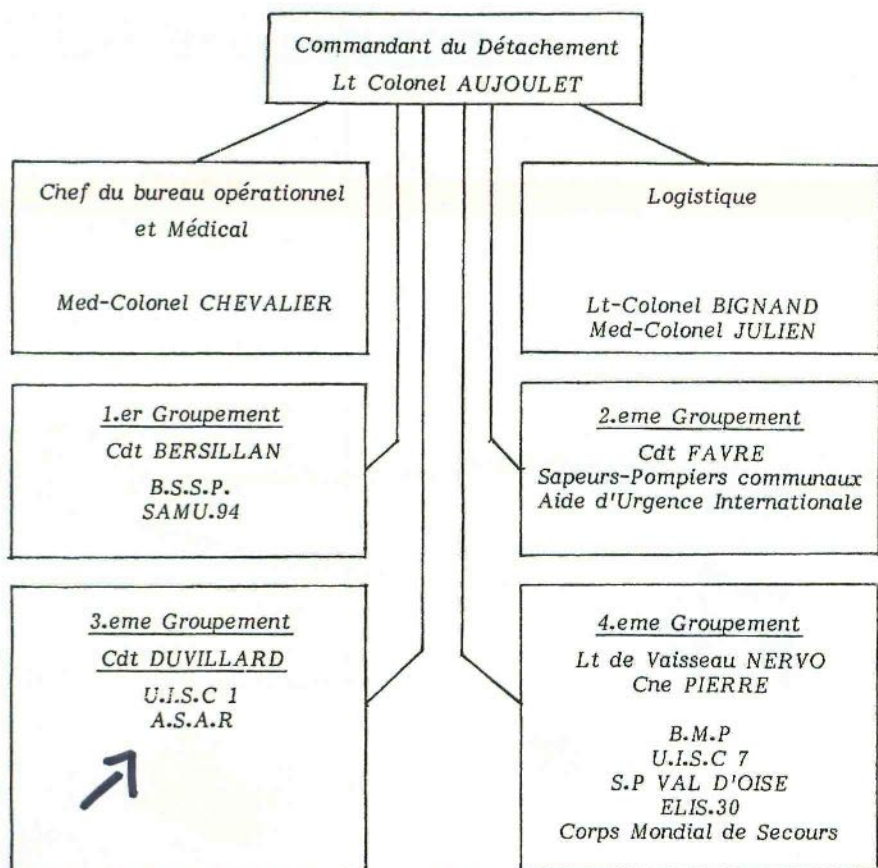 Commandant du Détachement
Lt Colonel AUJOULET
Chef du bureau opérationnel
et Médical
Med-Colonel CHEVALIER
Logistique
Lt-Colonel BIGNAND
Med-Colonel JULIEN
1.er Groupement
Cdt BERSILLAN
B.S.S.P.
SAMU.94
2.eme Groupement
Cdt FAVRE
Sapeurs-Pompiers communaux
Aide d'Urgence Internationale
3.eme Groupement
Cdt DUVILLARD
U.I.S.C 1
A.S.A.R
4.eme Groupement
Lt de Vaisseau NERVO
Cne PIERRE
B.M.P
U.I.S.C 7
S.P VAL D'OISE
ELIS.30
Corps Mondial de Secours